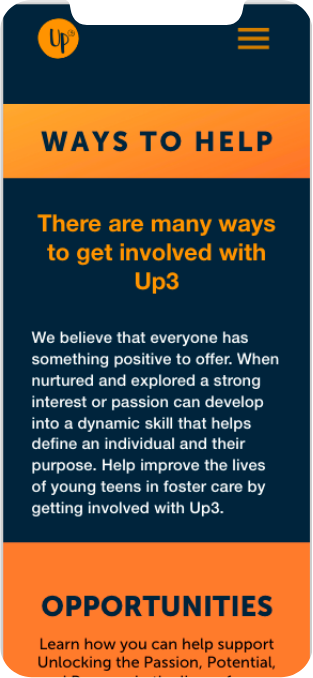 Up3
WAYS TO HELP
There are many ways
to get involved with
Up3
We believe that everyone has
something positive to offer. When
nurtured and explored a strong
interest or passion can develop
into a dynamic skill that helps
define an individual and their
purpose. Help improve the lives
of young teens in foster care by
getting involved with Up3.
OPPORTUNITIES
Learn how you can help support
Unlocking the Passion, Potential,